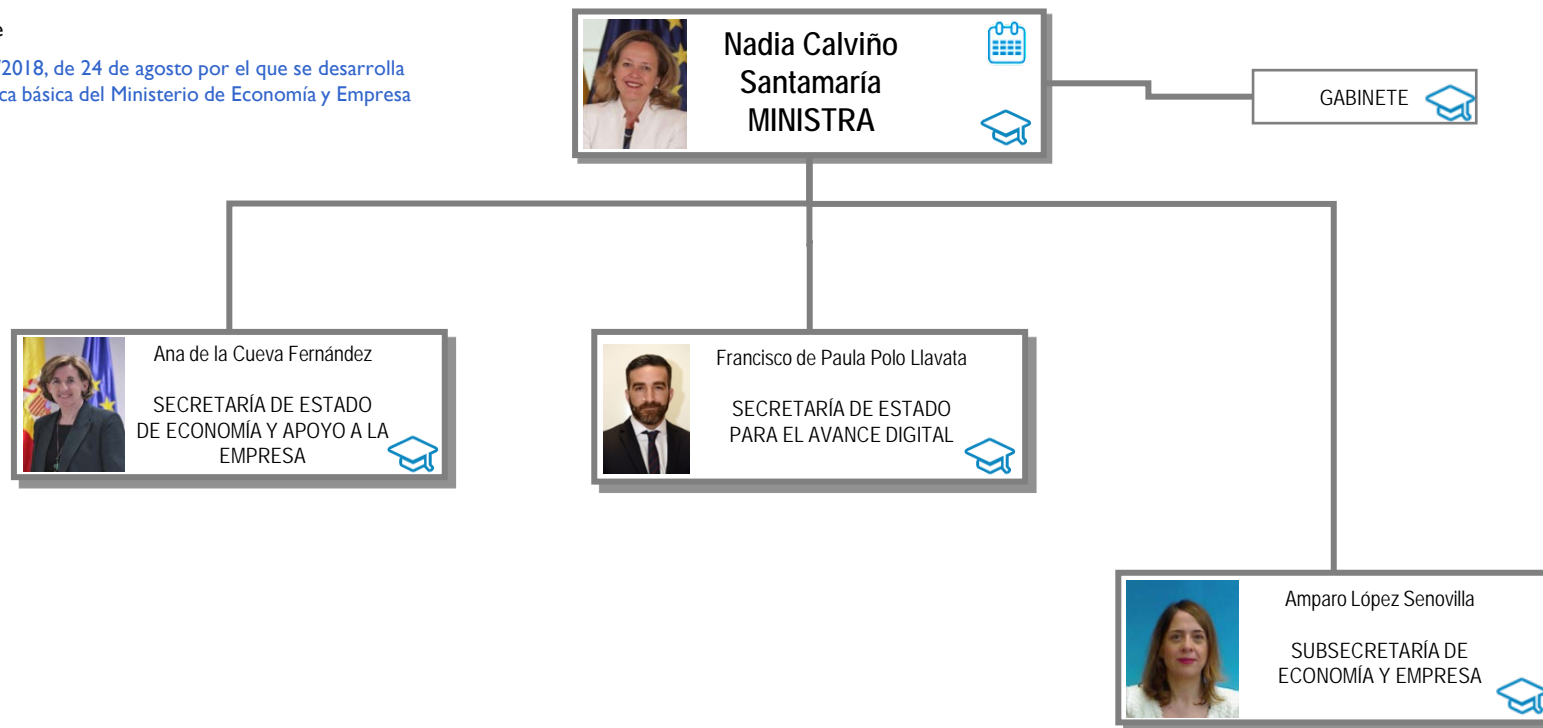 e
/2018, de 24 de agosto por el que se desarrolla
ca básica del Ministerio de Economía y Empresa
Nadia Calviño
Santamaría
MINISTRA
GABINETE
Ana de la Cueva Fernández
SECRETARÍA DE ESTADO
DE ECONOMÍA Y APOYO A LA
EMPRESA
Francisco de Paula Polo Llavata
SECRETARÍA DE ESTADO
PARA EL AVANCE DIGITAL
Amparo López Senovilla
SUBSECRETARÍA DE
ECONOMÍA Y EMPRESA